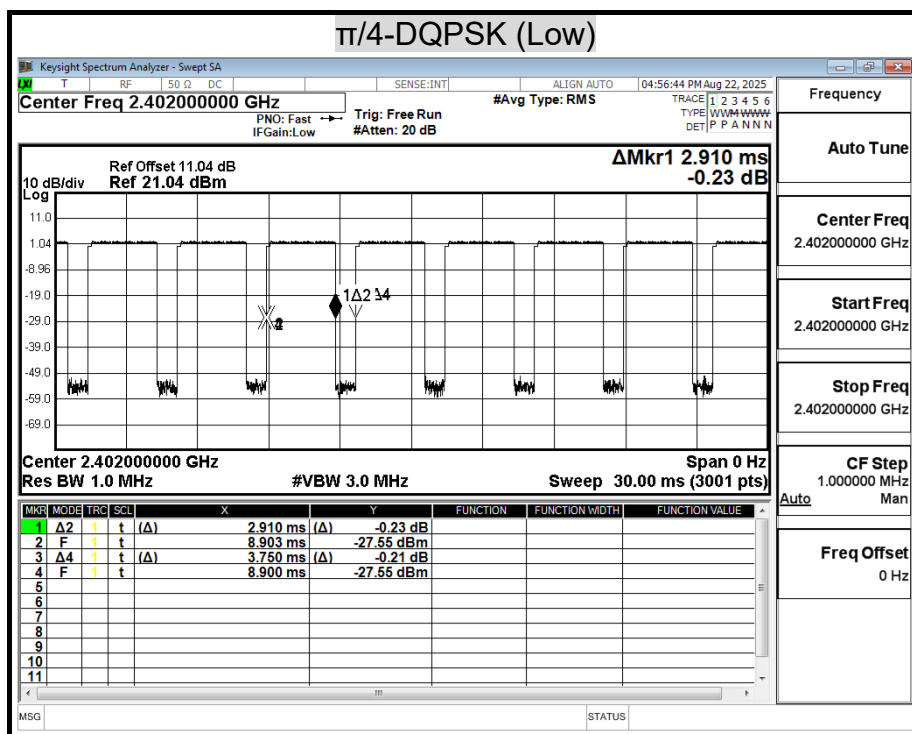 π/4-DQPSK (Low)
Keysight Spectrum Analyzer - Swept SA
LXI T RF 50 Ω DC SENSE:INT ALIGN AUTO 04:56:44 PM Aug 22, 2025
Center Freq 2.402000000 GHz
PNO: Fast
IFGain:Low
Trig: Free Run
#Atten: 20 dB
#Avg Type: RMS
TRACE 1 2 3 4 5 6
TYPE WWMWWW
DET P P A N N N
Frequency
Auto Tune
Center Freq
2.402000000 GHz
Start Freq
2.402000000 GHz
Stop Freq
2.402000000 GHz
CF Step
1.000000 MHz
Auto Man
Freq Offset
0 Hz
ΔMkr1 2.910 ms
-0.23 dB
Ref Offset 11.04 dB
10 dB/div Ref 21.04 dBm
Log
11.0
1.04
-8.96
-19.0
-29.0
-39.0
-49.0
-59.0
-69.0
1Δ2
Center 2.402000000 GHz Span 0 Hz
Res BW 1.0 MHz #VBW 3.0 MHz Sweep 30.00 ms (3001 pts)
MKR MODE TRC SCL X Y FUNCTION FUNCTION WIDTH FUNCTION VALUE
1 Δ2 1 t (Δ) 2.910 ms (Δ) -0.23 dB
2 F 1 t 8.903 ms -27.55 dBm
3 Δ4 1 t (Δ) 3.750 ms (Δ) -0.21 dB
4 F 1 t 8.900 ms -27.55 dBm
5
6
7
8
9
10
11
MSG STATUS